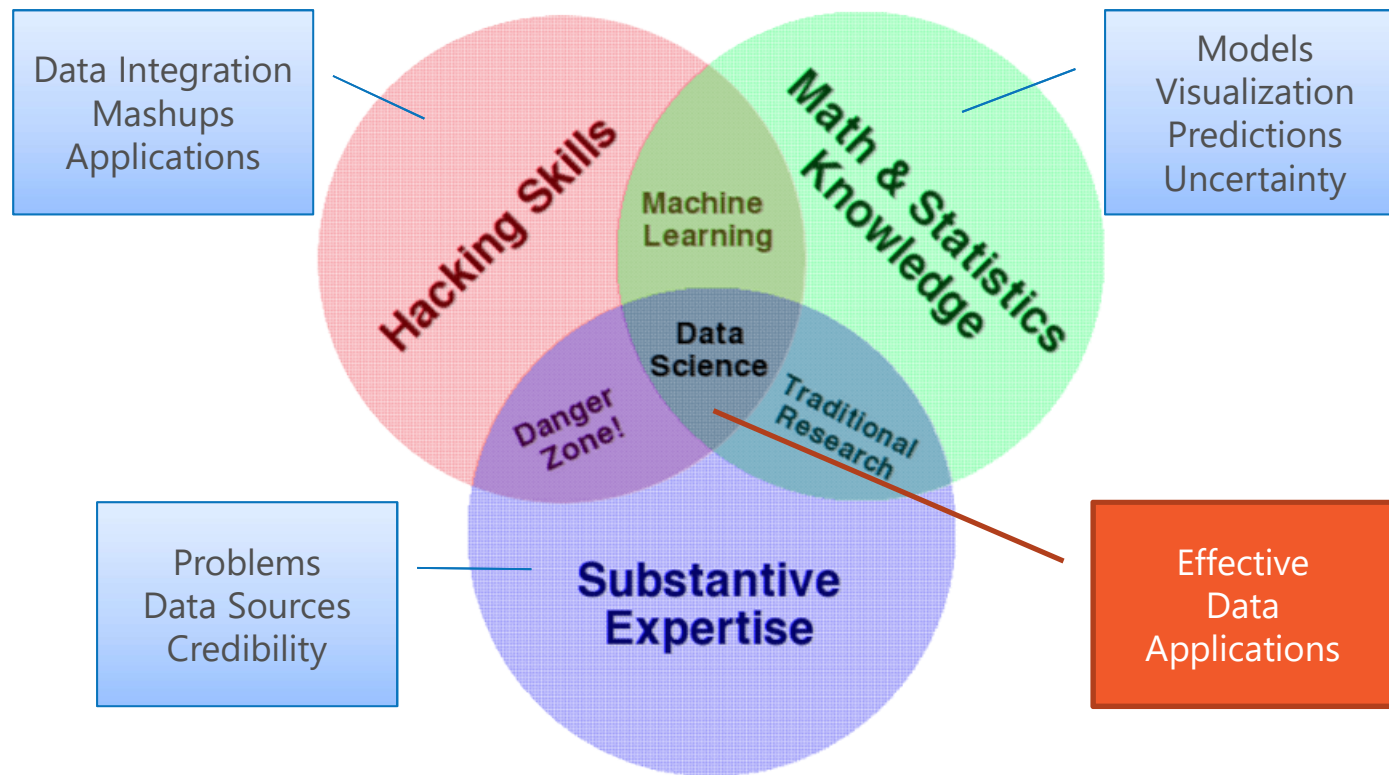 Data Integration
Mashups
Applications
Models
Visualization
Predictions
Uncertainty
Hacking Skills
Math & Statistics
Knowledge
Machine
Learning
Data
Science
Danger
Zone!
Traditional
Research
Substantive
Expertise
Problems
Data Sources
Credibility
Effective
Data
Applications